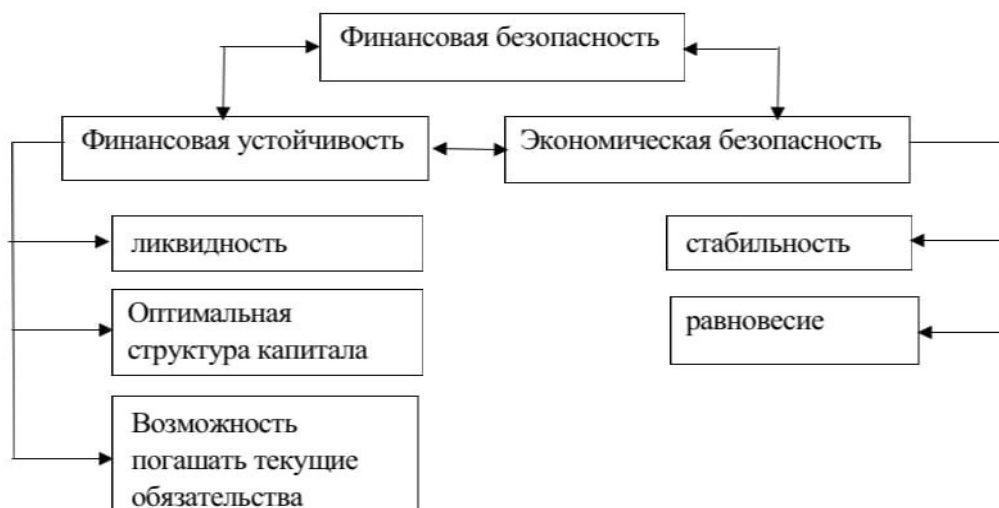 Финансовая безопасность
Финансовая устойчивость
Экономическая безопасность
ликвидность
стабильность
Оптимальная
структура капитала
равновесие
Возможность
погашать текущие
обязательства